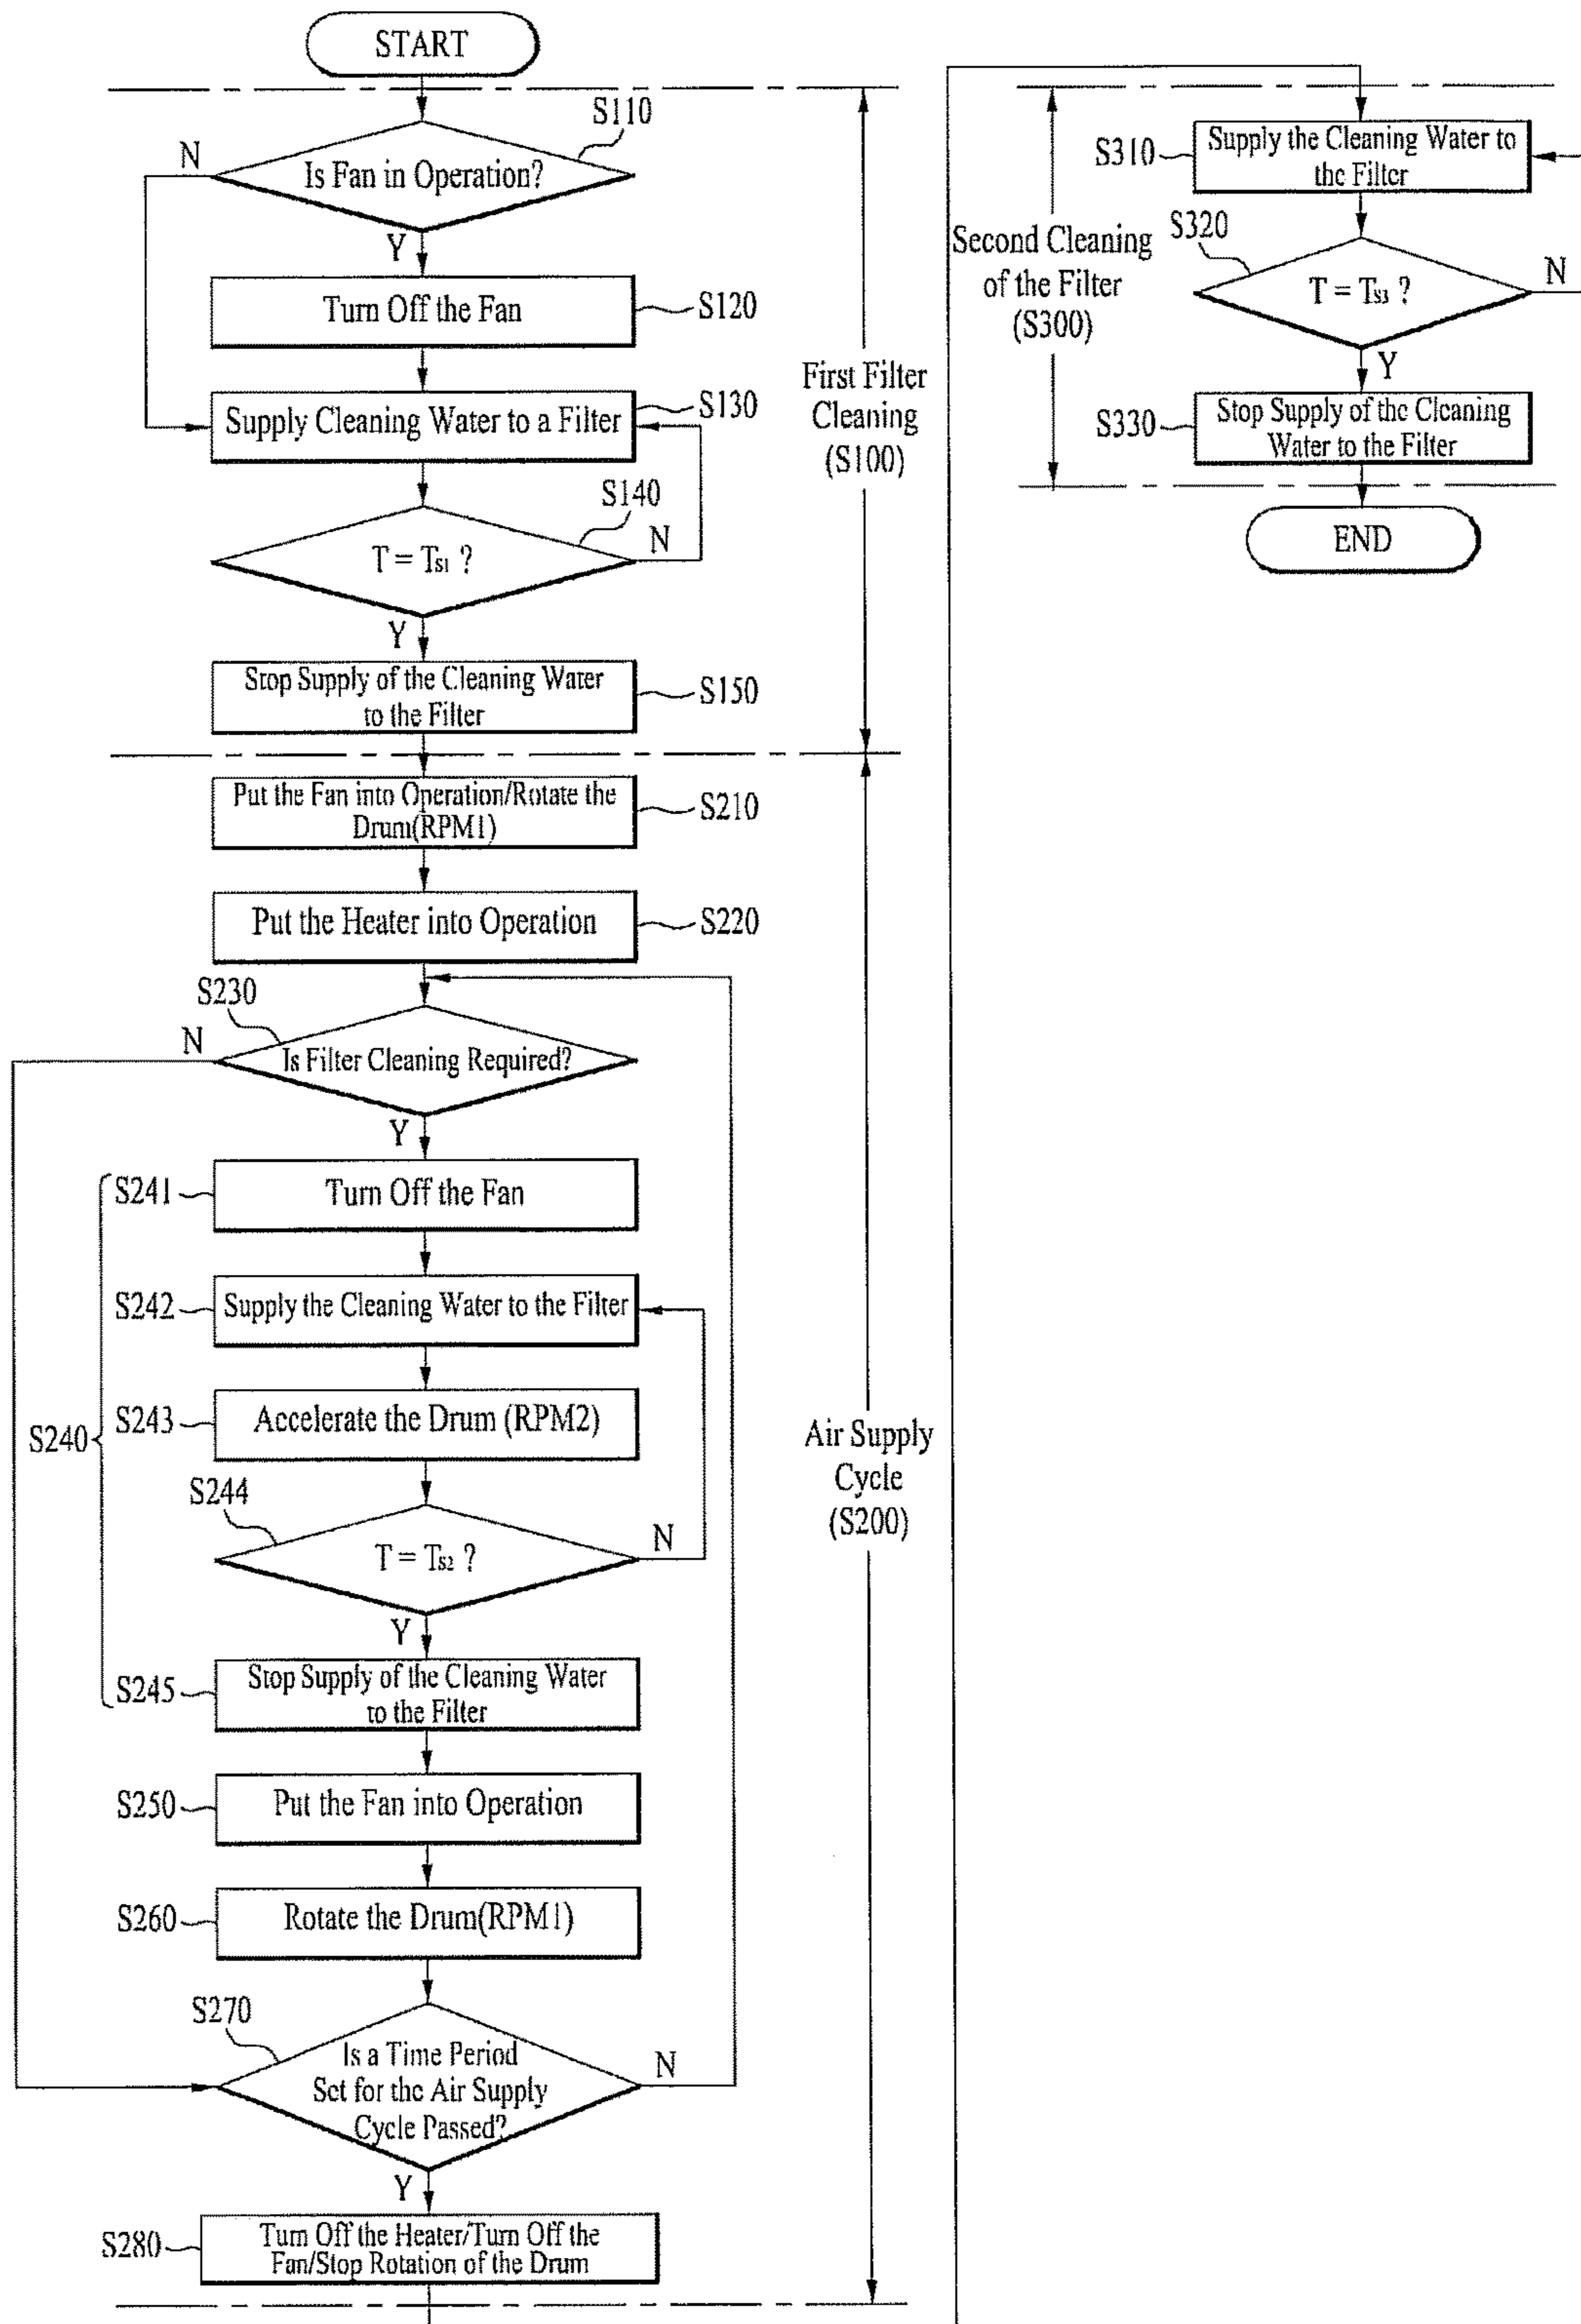 START
S110
N
Is Fan in Operation?
Y
Turn Off the Fan
S120
Supply Cleaning Water to a Filter
S130
S140
T = TS1 ?
N
Y
Stop Supply of the Cleaning Water
to the Filter
S150
First Filter
Cleaning
(S100)
Put the Fan into Operation/Rotate the
Drum(RPM1)
S210
Put the Heater into Operation
S220
S230
N
Is Filter Cleaning Required?
Y
S241
Turn Off the Fan
S242
Supply the Cleaning Water to the Filter
S243
Accelerate the Drum (RPM2)
S240
S244
T = TS2 ?
N
Y
S245
Stop Supply of the Cleaning Water
to the Filter
S250
Put the Fan into Operation
S260
Rotate the Drum(RPM1)
S270
Is a Time Period
Set for the Air Supply
Cycle Passed?
N
Y
S280
Turn Off the Heater/Turn Off the
Fan/Stop Rotation of the Drum
Air Supply
Cycle
(S200)
S310
Supply the Cleaning Water to
the Filter
Second Cleaning
of the Filter
(S300)
S320
T = TS3 ?
N
Y
S330
Stop Supply of the Cleaning
Water to the Filter
END